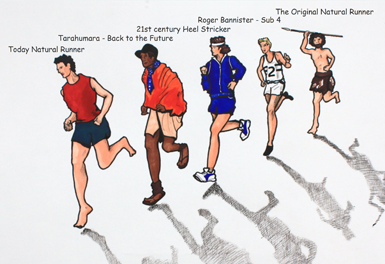 The Original Natural Runner
Roger Bannister - Sub 4
21st century Heel Stricker
Tarahumara - Back to the Future
Today Natural Runner
2